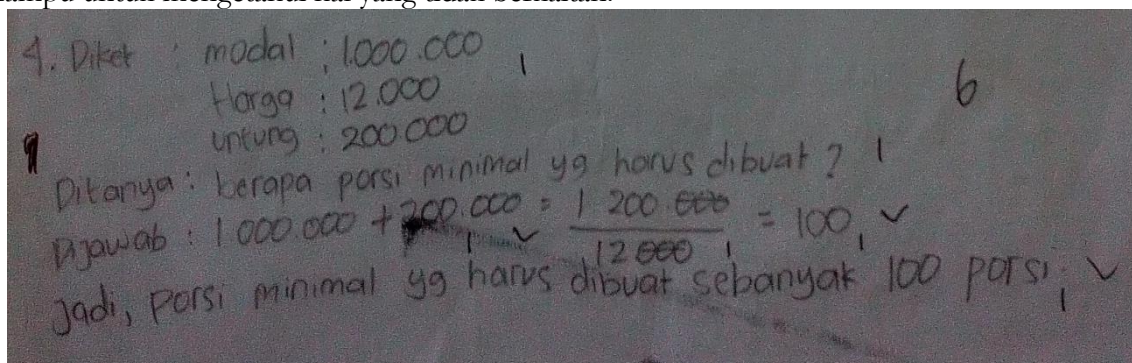 4. Diket : modal : 1.000.000 1
Harga : 12.000
6
untung : 200.000
Ditanya : berapa porsi minimal yg harus dibuat ? 1
Dijawab : 1 000.000 + 200.000 = 1 200.000 / 12 000 = 100
Jadi, porsi minimal yg harus dibuat sebanyak 100 porsi.